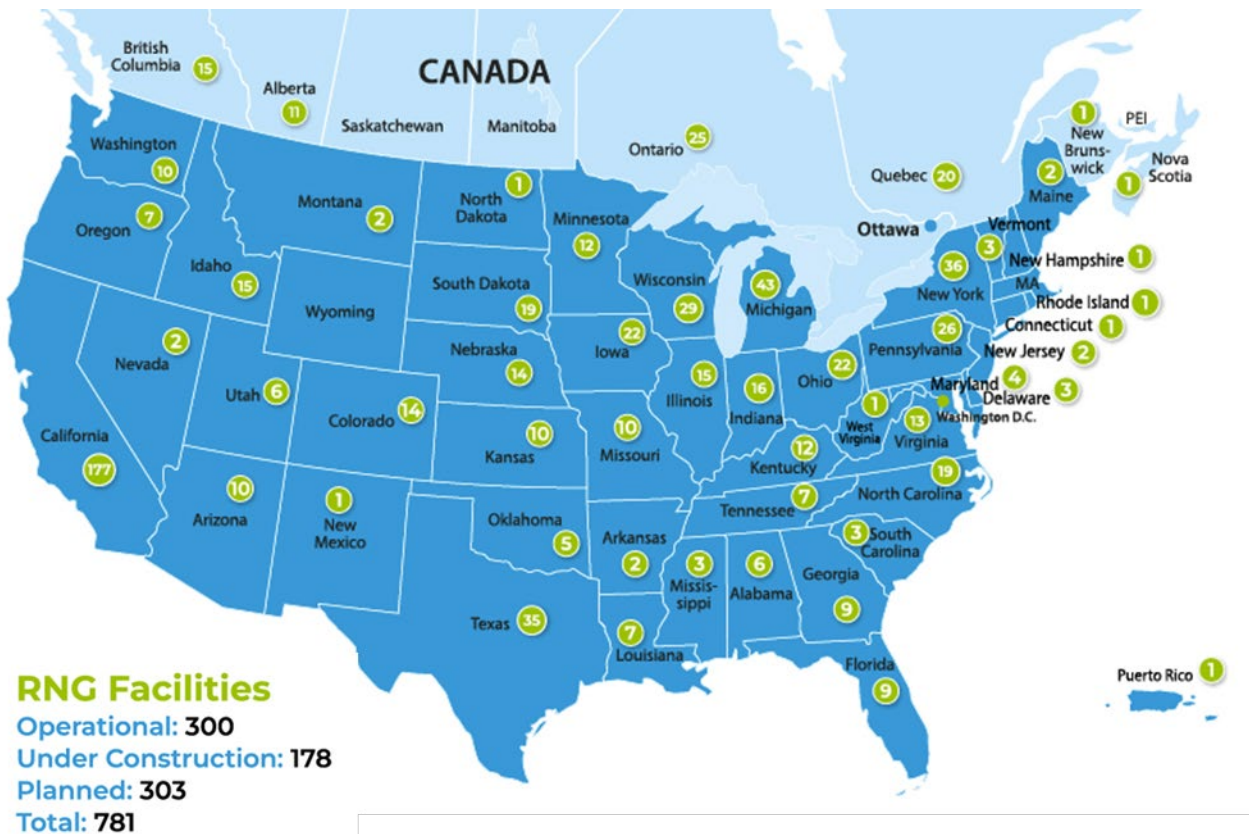 British
Columbia
15
Alberta
11
CANADA
Saskatchewan
Manitoba
Ontario
25
Quebec
20
1
New
Bruns-
wick
PEI
Nova
Scotia
1
Ottawa
Washington
10
Oregon
7
Idaho
15
Montana
2
North
Dakota
1
Minnesota
12
Wisconsin
29
Michigan
43
New York
36
Vermont
3
Maine
2
New Hampshire 1
MA
Rhode Island 1
Connecticut 1
New Jersey 2
Pennsylvania
26
Maryland
4
Delaware 3
Washington D.C.
Wyoming
South Dakota
19
Iowa
22
Nebraska
14
Nevada
2
Utah 6
Colorado 14
California
177
Kansas
10
Missouri
10
Illinois
15
Indiana
16
Ohio
22
West
Virginia
1
Virginia
13
Kentucky
12
Tennessee
7
North Carolina
19
South
Carolina
3
Arizona
10
New
Mexico
1
Oklahoma
5
Arkansas
2
Missis-
sippi
3
Alabama
6
Georgia
9
Texas 35
Louisiana
7
Florida
9
Puerto Rico 1
RNG Facilities
Operational: 300
Under Construction: 178
Planned: 303
Total: 781